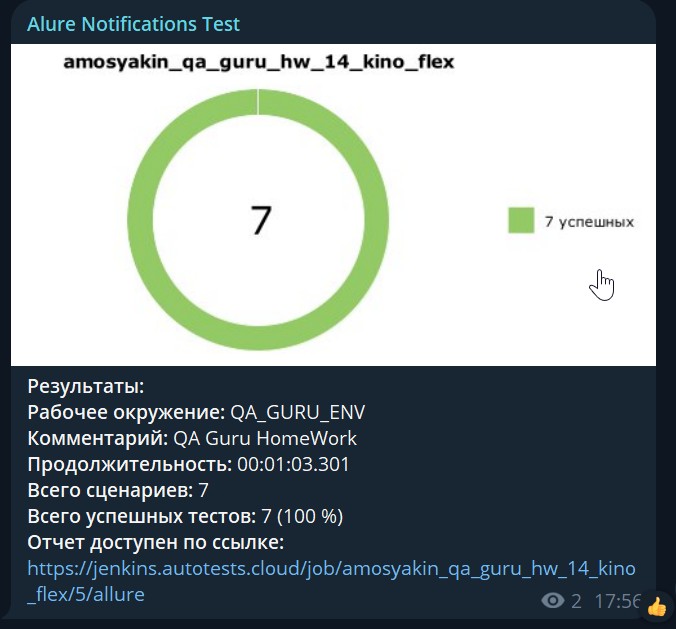 Alure Notifications Test
amosyakin_qa_guru_hw_14_kino_flex
7
7 успешных
Результаты:
Рабочее окружение: QA_GURU_ENV
Комментарий: QA Guru HomeWork
Продолжительность: 00:01:03.301
Всего сценариев: 7
Всего успешных тестов: 7 (100 %)
Отчет доступен по ссылке:
https://jenkins.autotests.cloud/job/amosyakin_qa_guru_hw_14_kino
_flex/5/allure
2 17:56